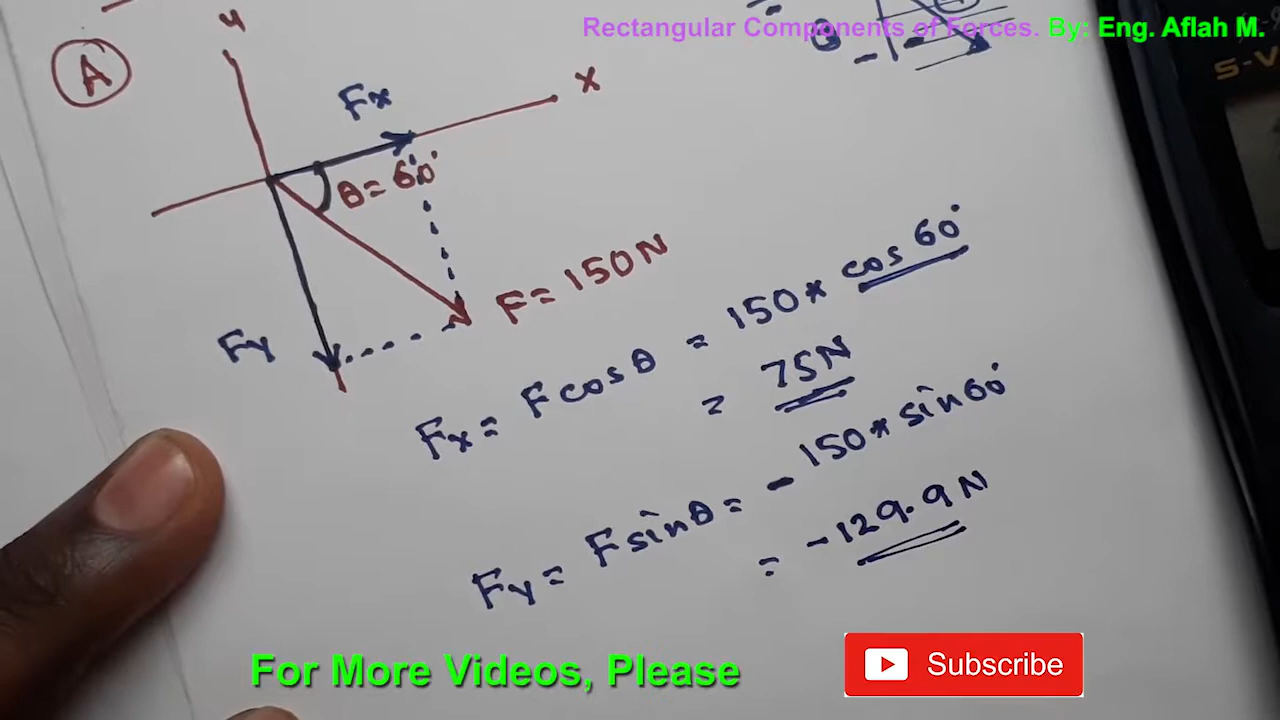 Rectangular Components of Forces. By: Eng. Aflah M.
S-V
A
y
x
Fx
θ = 60°
F = 150N
Fy
Fx = F cos θ = 150 * cos 60°
= 75N
Fy = F sin θ = - 150 * sin 60°
= - 129.9 N
For More Videos, Please
Subscribe